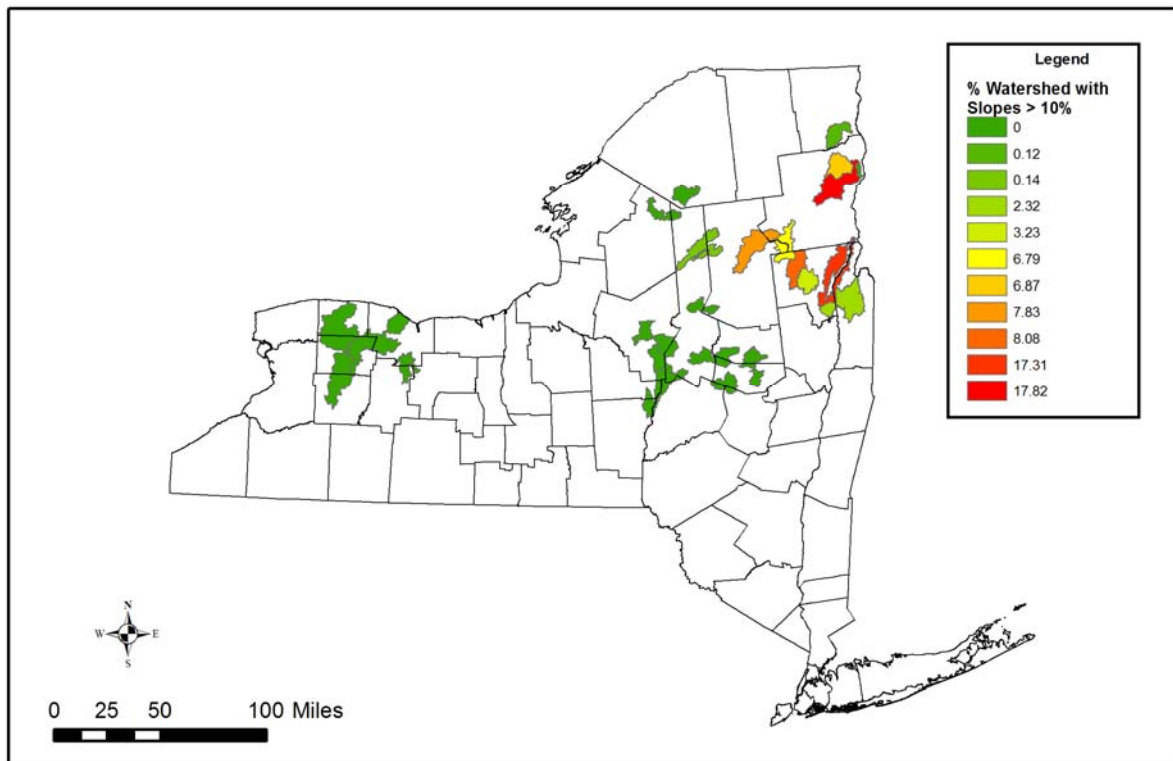 Legend
% Watershed with
Slopes > 10%
0
0.12
0.14
2.32
3.23
6.79
6.87
7.83
8.08
17.31
17.82
N
W E
S
0 25 50 100 Miles